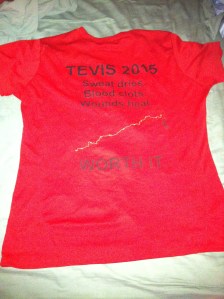 TEVIS 2015
Sweat dries
Blood clots
Wounds heal
WORTH IT